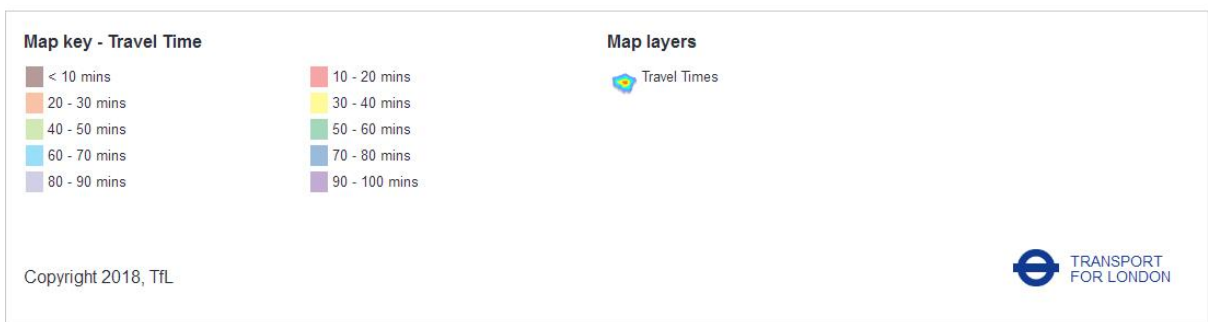 Map key - Travel Time
< 10 mins
10 - 20 mins
20 - 30 mins
30 - 40 mins
40 - 50 mins
50 - 60 mins
60 - 70 mins
70 - 80 mins
80 - 90 mins
90 - 100 mins
Map layers
Travel Times
Copyright 2018, TfL
TRANSPORT
FOR LONDON